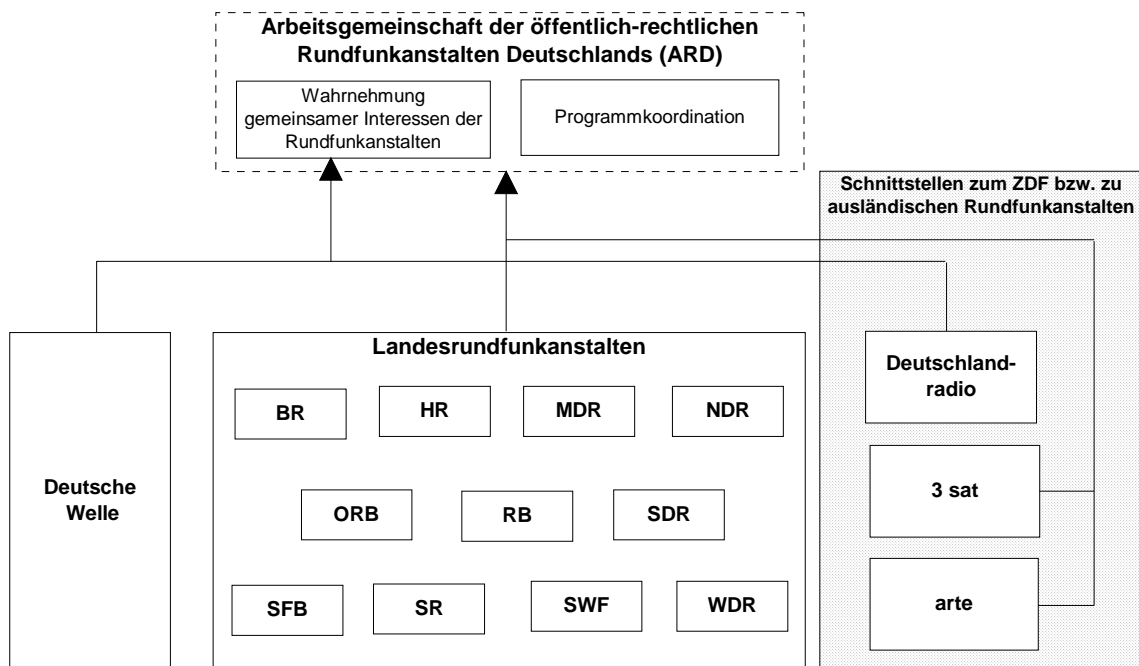 Arbeitsgemeinschaft der öffentlich-rechtlichen
Rundfunkanstalten Deutschlands (ARD)
Wahrnehmung
gemeinsamer Interessen der
Rundfunkanstalten
Programmkoordination
Schnittstellen zum ZDF bzw. zu
ausländischen Rundfunkanstalten
Deutsche
Welle
Landesrundfunkanstalten
BR
HR
MDR
NDR
ORB
RB
SDR
SFB
SR
SWF
WDR
Deutschland-
radio
3 sat
arte